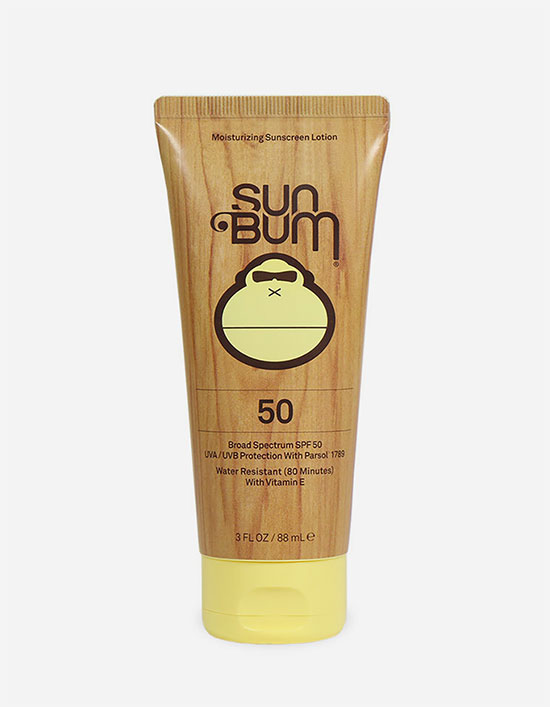 Moisturizing Sunscreen Lotion
SUN
BUM®
50
Broad Spectrum SPF 50
UVA / UVB Protection With Parsol® 1789
Water Resistant (80 Minutes)
With Vitamin E
3 FL OZ / 88 mL ℮